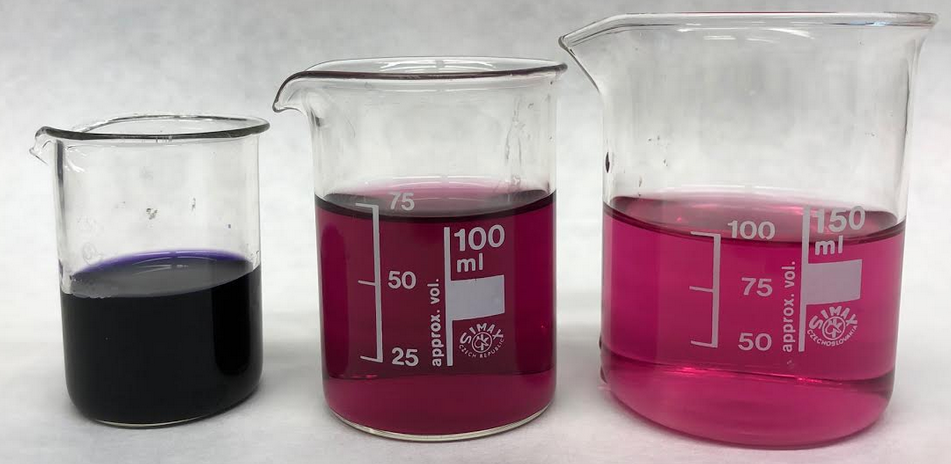 75
50
25
100
ml
approx. vol.
SIMAX
CZECH REPUBLIC
100
75
50
150
ml
approx. vol.
SIMAX
CZECHOSLOVAKIA